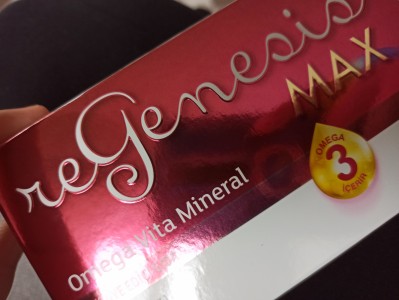 reGenesis
MAX
OMEGA
3
İÇERİR
Omega Vita Mineral